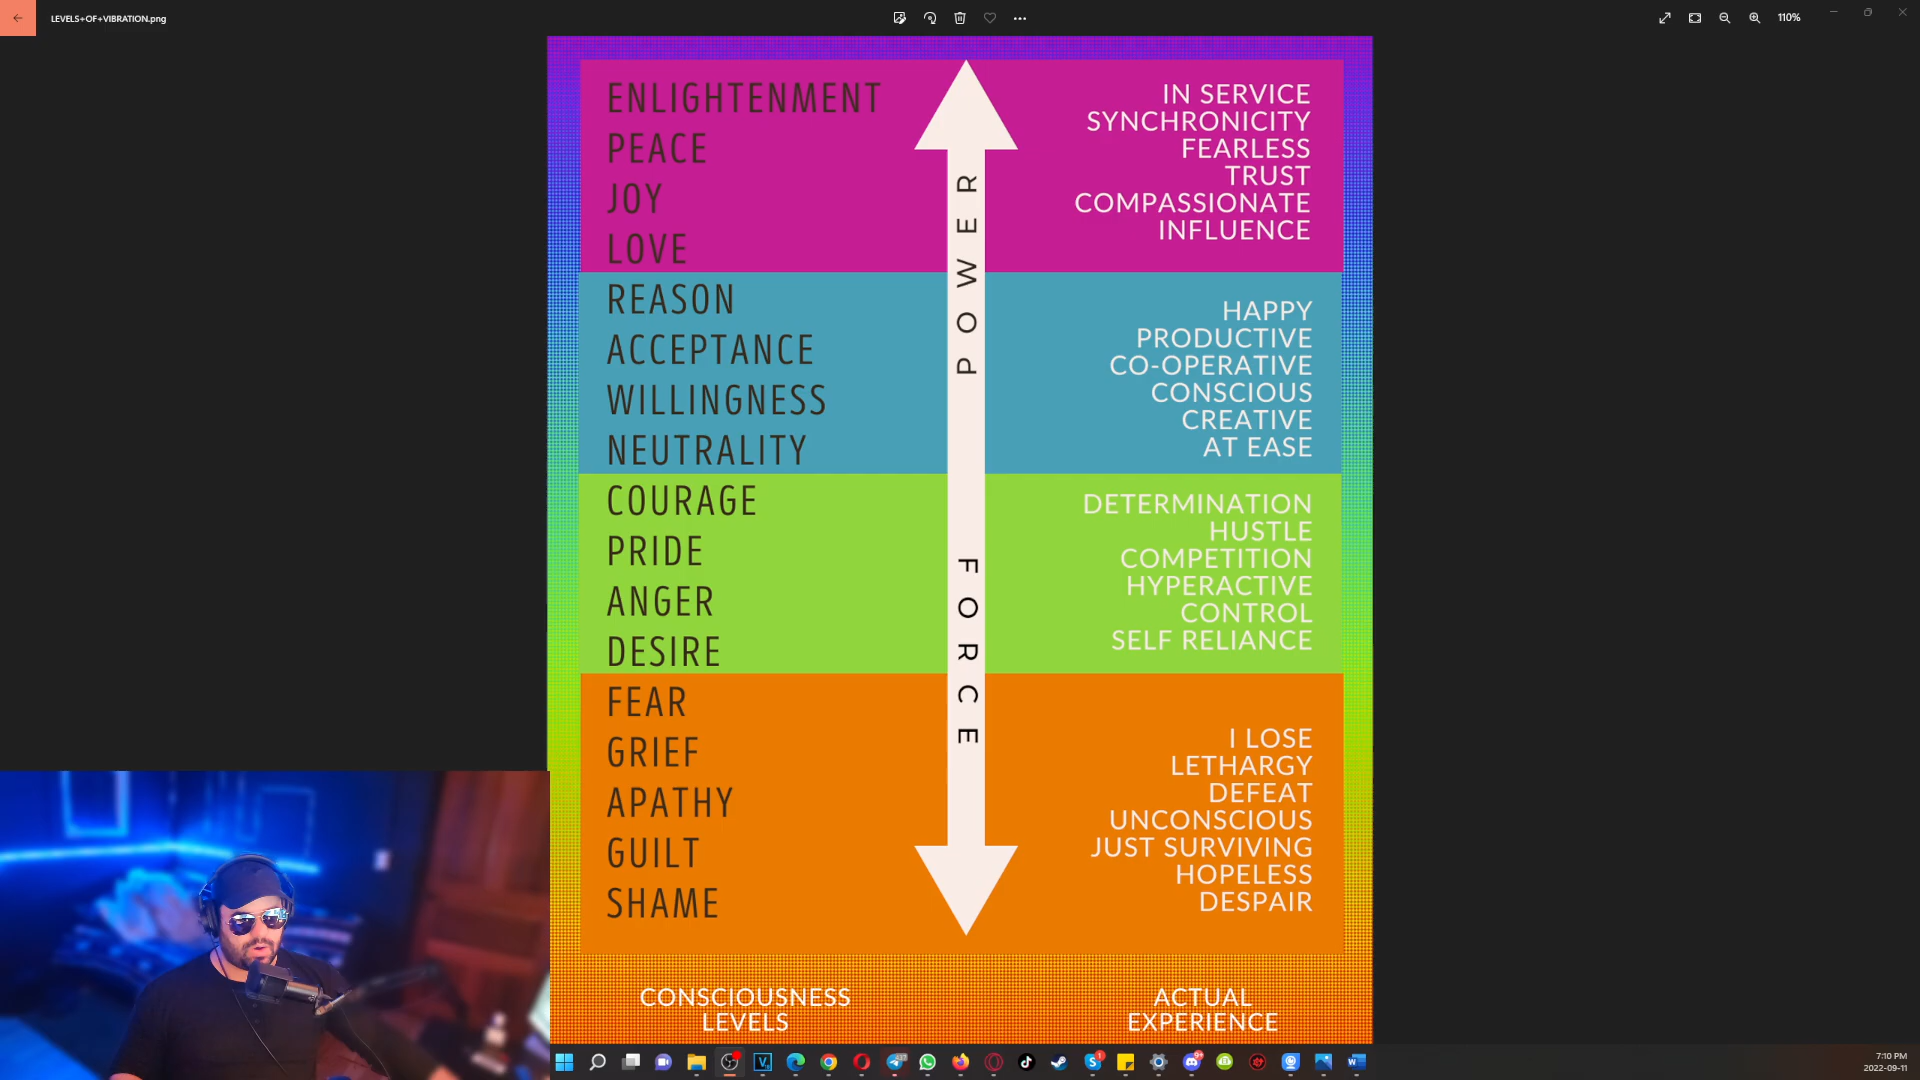 LEVELS+OF+VIBRATION.png
110%
ENLIGHTENMENT
PEACE
JOY
LOVE
REASON
ACCEPTANCE
WILLINGNESS
NEUTRALITY
COURAGE
PRIDE
ANGER
DESIRE
FEAR
GRIEF
APATHY
GUILT
SHAME
POWER
FORCE
IN SERVICE
SYNCHRONICITY
FEARLESS
TRUST
COMPASSIONATE
INFLUENCE
HAPPY
PRODUCTIVE
CO-OPERATIVE
CONSCIOUS
CREATIVE
AT EASE
DETERMINATION
HUSTLE
COMPETITION
HYPERACTIVE
CONTROL
SELF RELIANCE
I LOSE
LETHARGY
DEFEAT
UNCONSCIOUS
JUST SURVIVING
HOPELESS
DESPAIR
CONSCIOUSNESS
LEVELS
ACTUAL
EXPERIENCE
7:10 PM
2022-09-11